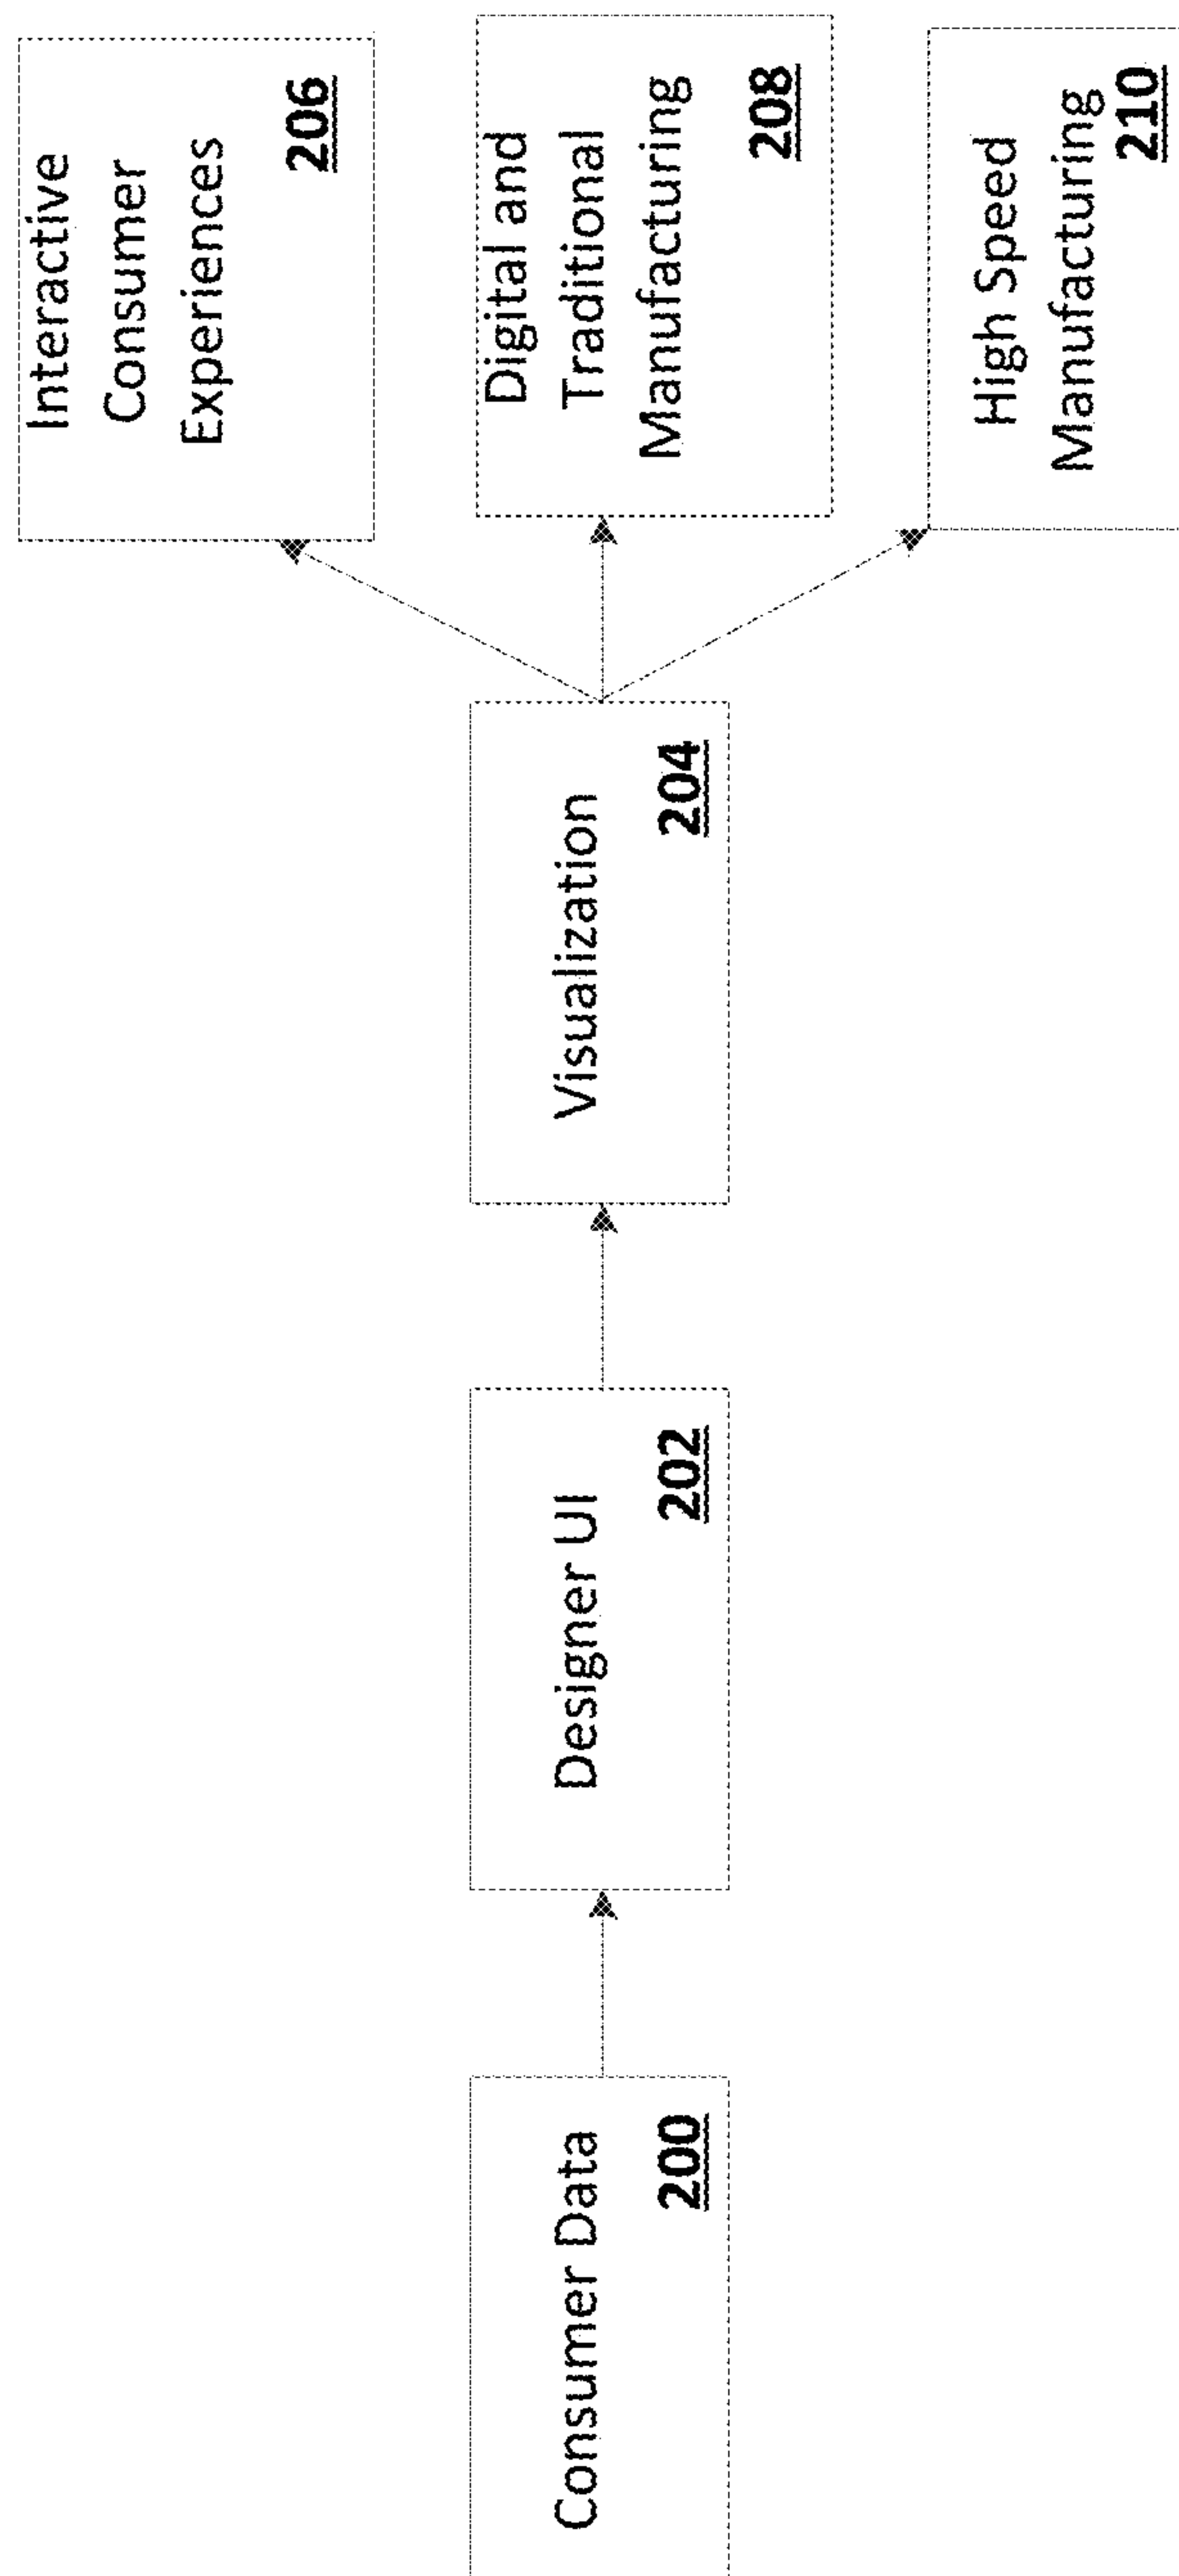 Consumer Data
200
Designer UI
202
Visualization
204
Interactive
Consumer
Experiences
206
Digital and
Traditional
Manufacturing
208
High Speed
Manufacturing
210